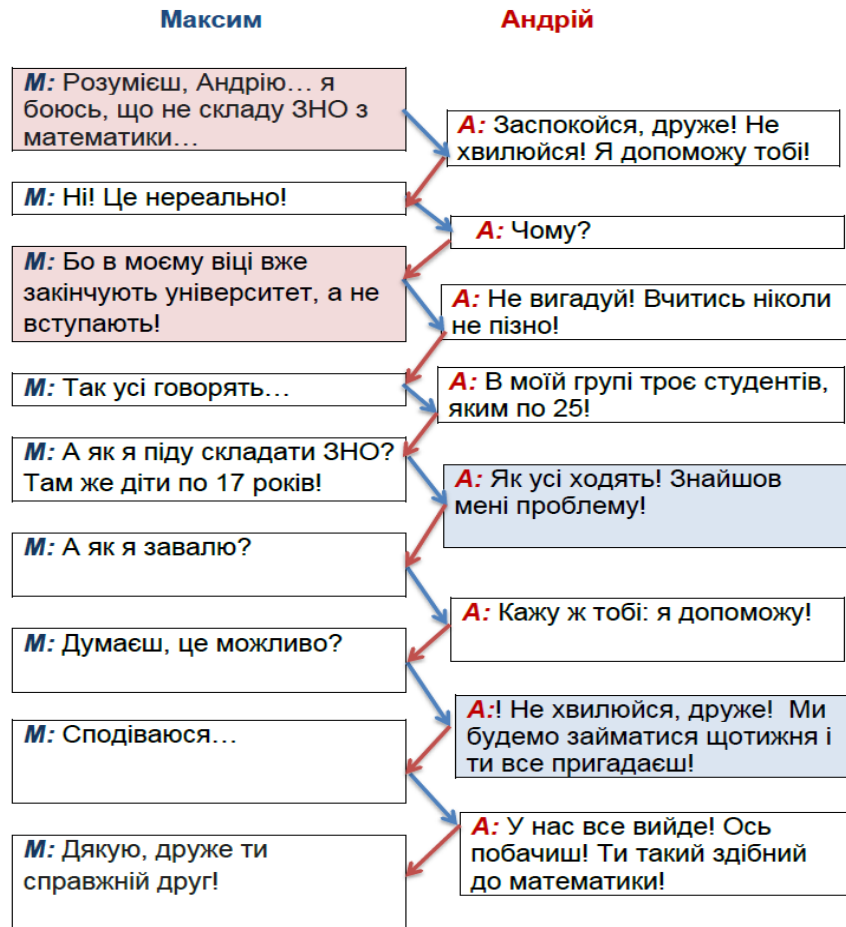 Максим
Андрій
М: Розумієш, Андрію… я
боюсь, що не складу ЗНО з
математики…
А: Заспокойся, друже! Не
хвилюйся! Я допоможу тобі!
М: Ні! Це нереально!
А: Чому?
М: Бо в моєму віці вже
закінчують університет, а не
вступають!
А: Не вигадуй! Вчитись ніколи
не пізно!
М: Так усі говорять…
А: В моїй групі троє студентів,
яким по 25!
М: А як я піду складати ЗНО?
Там же діти по 17 років!
А: Як усі ходять! Знайшов
мені проблему!
М: А як я завалю?
А: Кажу ж тобі: я допоможу!
М: Думаєш, це можливо?
А:! Не хвилюйся, друже! Ми
будемо займатися щотижня і
ти все пригадаєш!
М: Сподіваюся…
А: У нас все вийде! Ось
побачиш! Ти такий здібний
до математики!
М: Дякую, друже ти
справжній друг!